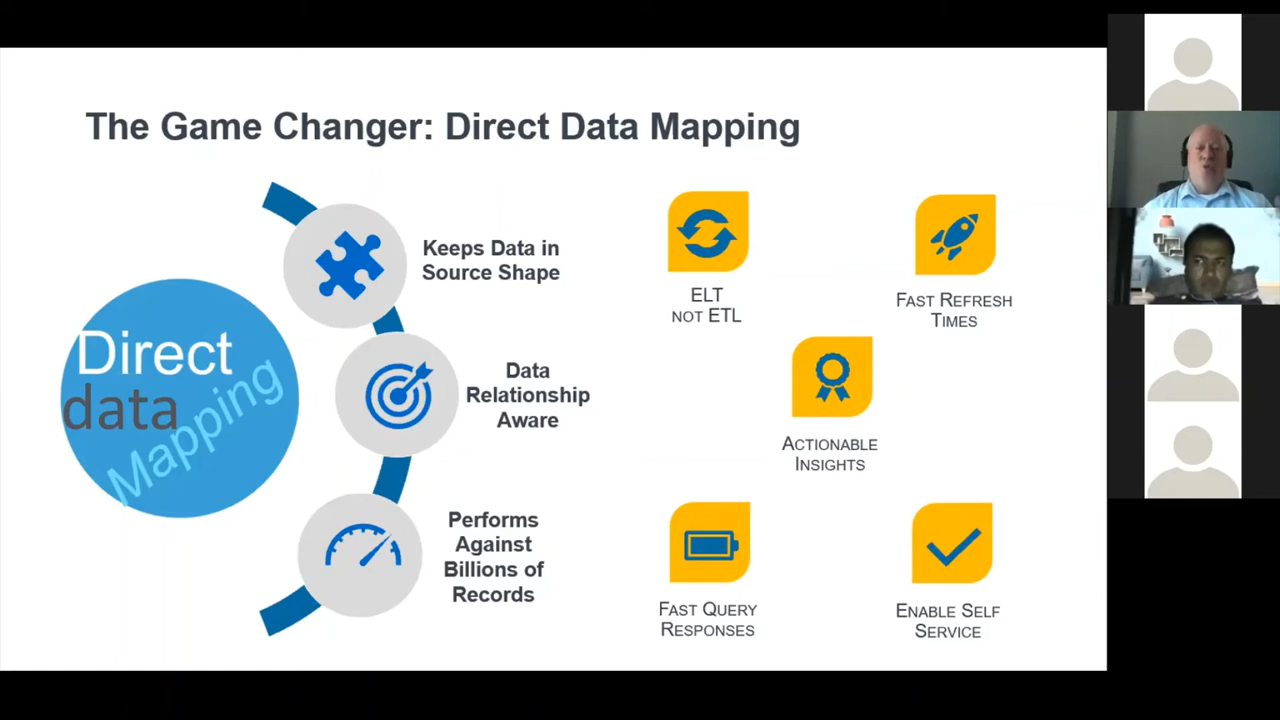 The Game Changer: Direct Data Mapping
Direct
data
Mapping
Keeps Data in
Source Shape
Data
Relationship
Aware
Performs
Against
Billions of
Records
ELT
NOT ETL
FAST REFRESH
TIMES
ACTIONABLE
INSIGHTS
FAST QUERY
RESPONSES
ENABLE SELF
SERVICE